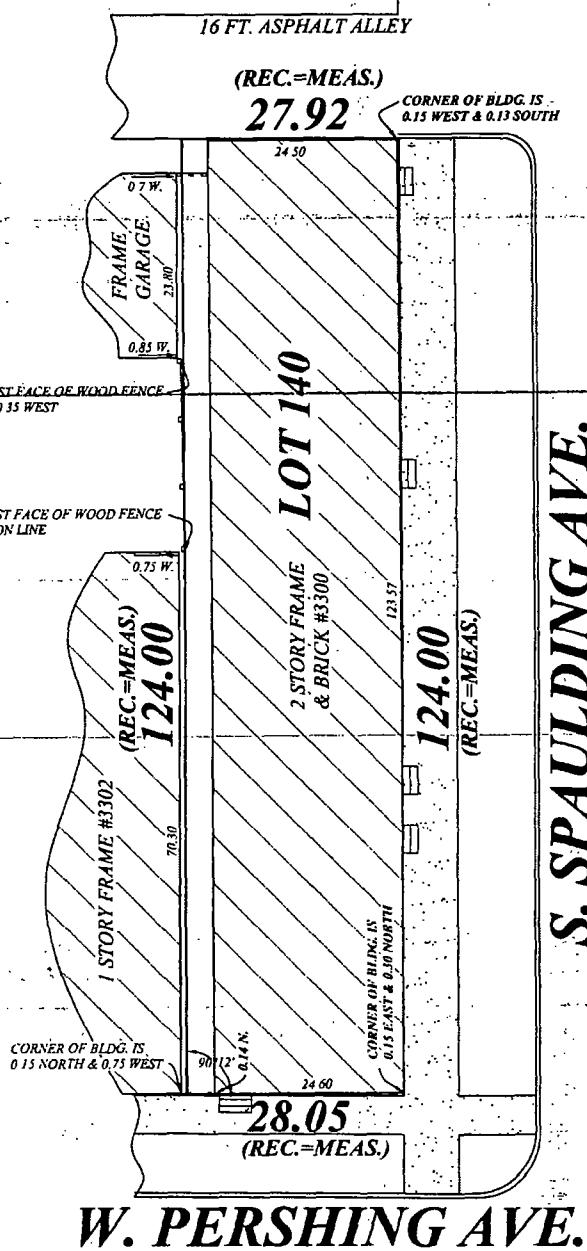 16 FT. ASPHALT ALLEY
(REC.=MEAS.)
27.92
CORNER OF BLDG. IS
0.15 WEST & 0.13 SOUTH
24 50
0 7 W.
FRAME
GARAGE
23.80
0.85 W.
ST FACE OF WOOD FENCE
35 WEST
LOT 140
ST FACE OF WOOD FENCE
ON LINE
0.75 W.
(REC.=MEAS.)
124.00
2 STORY FRAME
& BRICK #3300
123 57
124.00
(REC.=MEAS.)
S. SPAULDING AVE.
1 STORY FRAME #3302
70.30
CORNER OF BLDG. IS
0.15 EAST & 0.30 NORTH
CORNER OF BLDG. IS
0 15 NORTH & 0.75 WEST
90°12'
0.14 N.
24 60
28.05
(REC.=MEAS.)
W. PERSHING AVE.